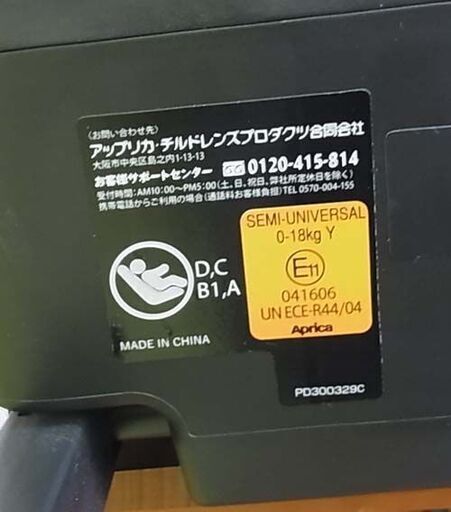 〈お問い合わせ先〉
アップリカ・チルドレンズプロダクツ合同会社
大阪市中央区島之内1-13-13
お客様サポートセンター 0120-415-814
受付時間:AM10:00〜PM5:00(土、日、祝日、弊社所定休日を除く)
携帯電話からご利用の場合(通話料お客様負担) TEL 0570-004-155
D,C
B1,A
MADE IN CHINA
SEMI-UNIVERSAL
0-18kg Y
E11
041606
UN ECE-R44/04
Aprica
PD300329C